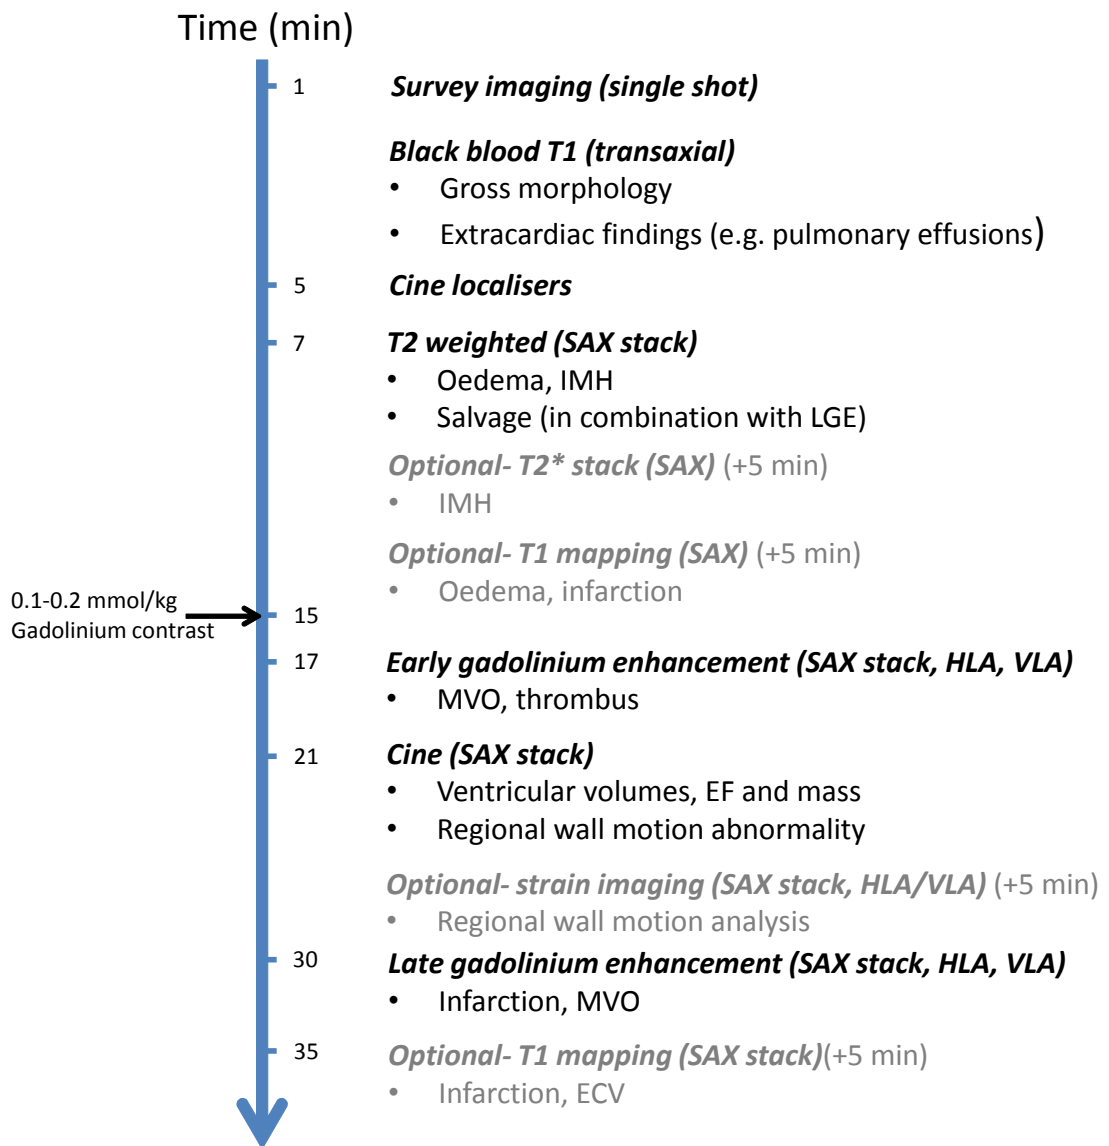 Time (min)
1 Survey imaging (single shot)
Black blood T1 (transaxial)
• Gross morphology
• Extracardiac findings (e.g. pulmonary effusions)
5 Cine localisers
7 T2 weighted (SAX stack)
• Oedema, IMH
• Salvage (in combination with LGE)
Optional- T2* stack (SAX) (+5 min)
• IMH
Optional- T1 mapping (SAX) (+5 min)
• Oedema, infarction
0.1-0.2 mmol/kg
Gadolinium contrast
15
17 Early gadolinium enhancement (SAX stack, HLA, VLA)
• MVO, thrombus
21 Cine (SAX stack)
• Ventricular volumes, EF and mass
• Regional wall motion abnormality
Optional- strain imaging (SAX stack, HLA/VLA) (+5 min)
• Regional wall motion analysis
30 Late gadolinium enhancement (SAX stack, HLA, VLA)
• Infarction, MVO
35 Optional- T1 mapping (SAX stack)(+5 min)
• Infarction, ECV